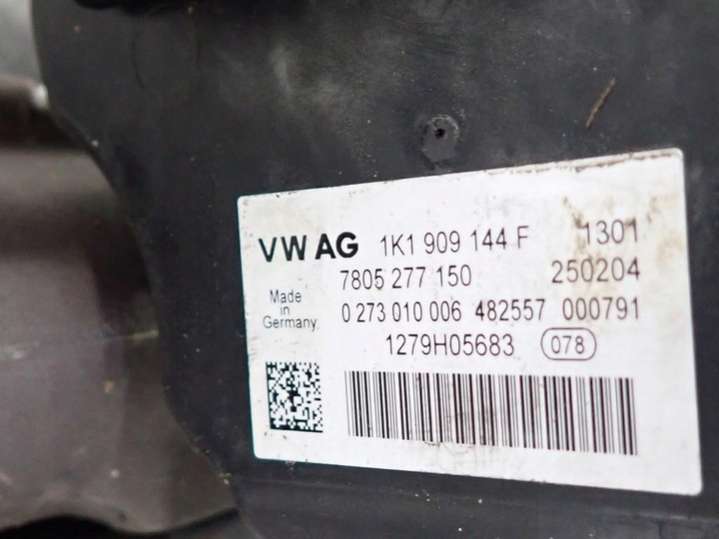 VW AG 1K1 909 144 F 1301
7805 277 150 250204
Made in Germany
0 273 010 006 482557 000791
1279H05683 078